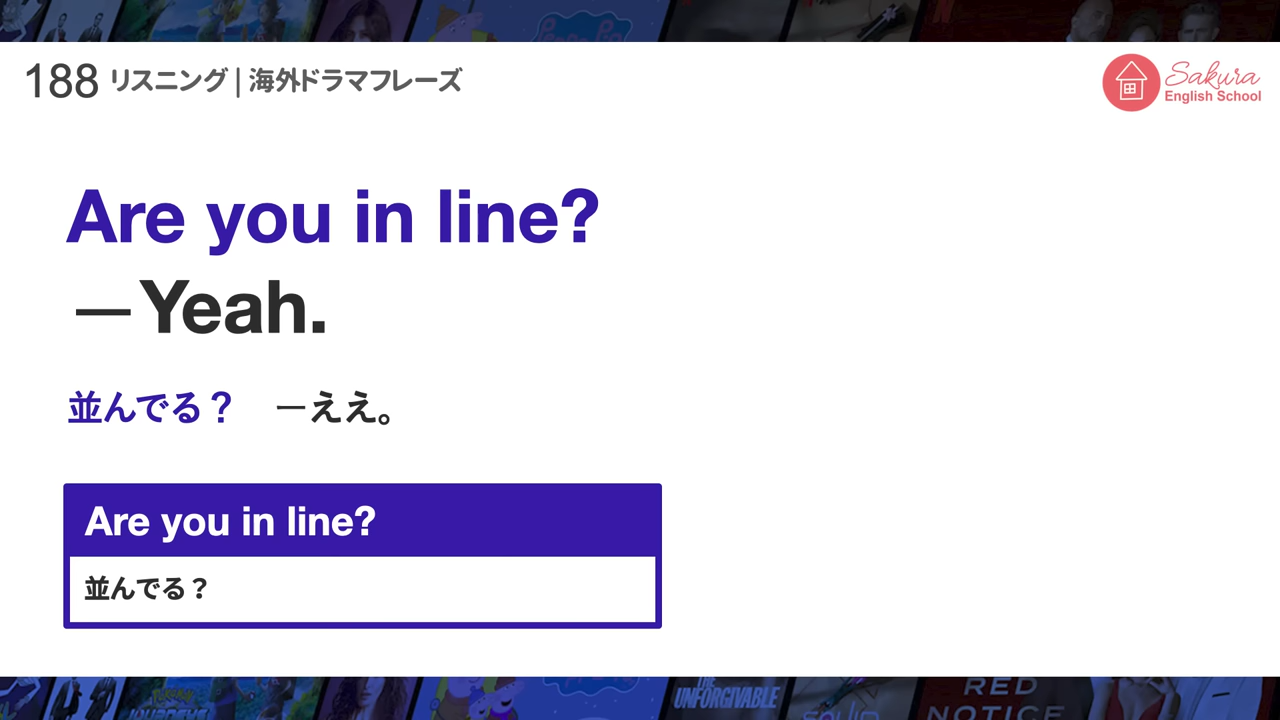 188 リスニング | 海外ドラマフレーズ
Sakura
English School
Are you in line?
— Yeah.
並んでる？　ーええ。
Are you in line?
並んでる？
THE
UNFORGIVABLE
RED
NOTICE